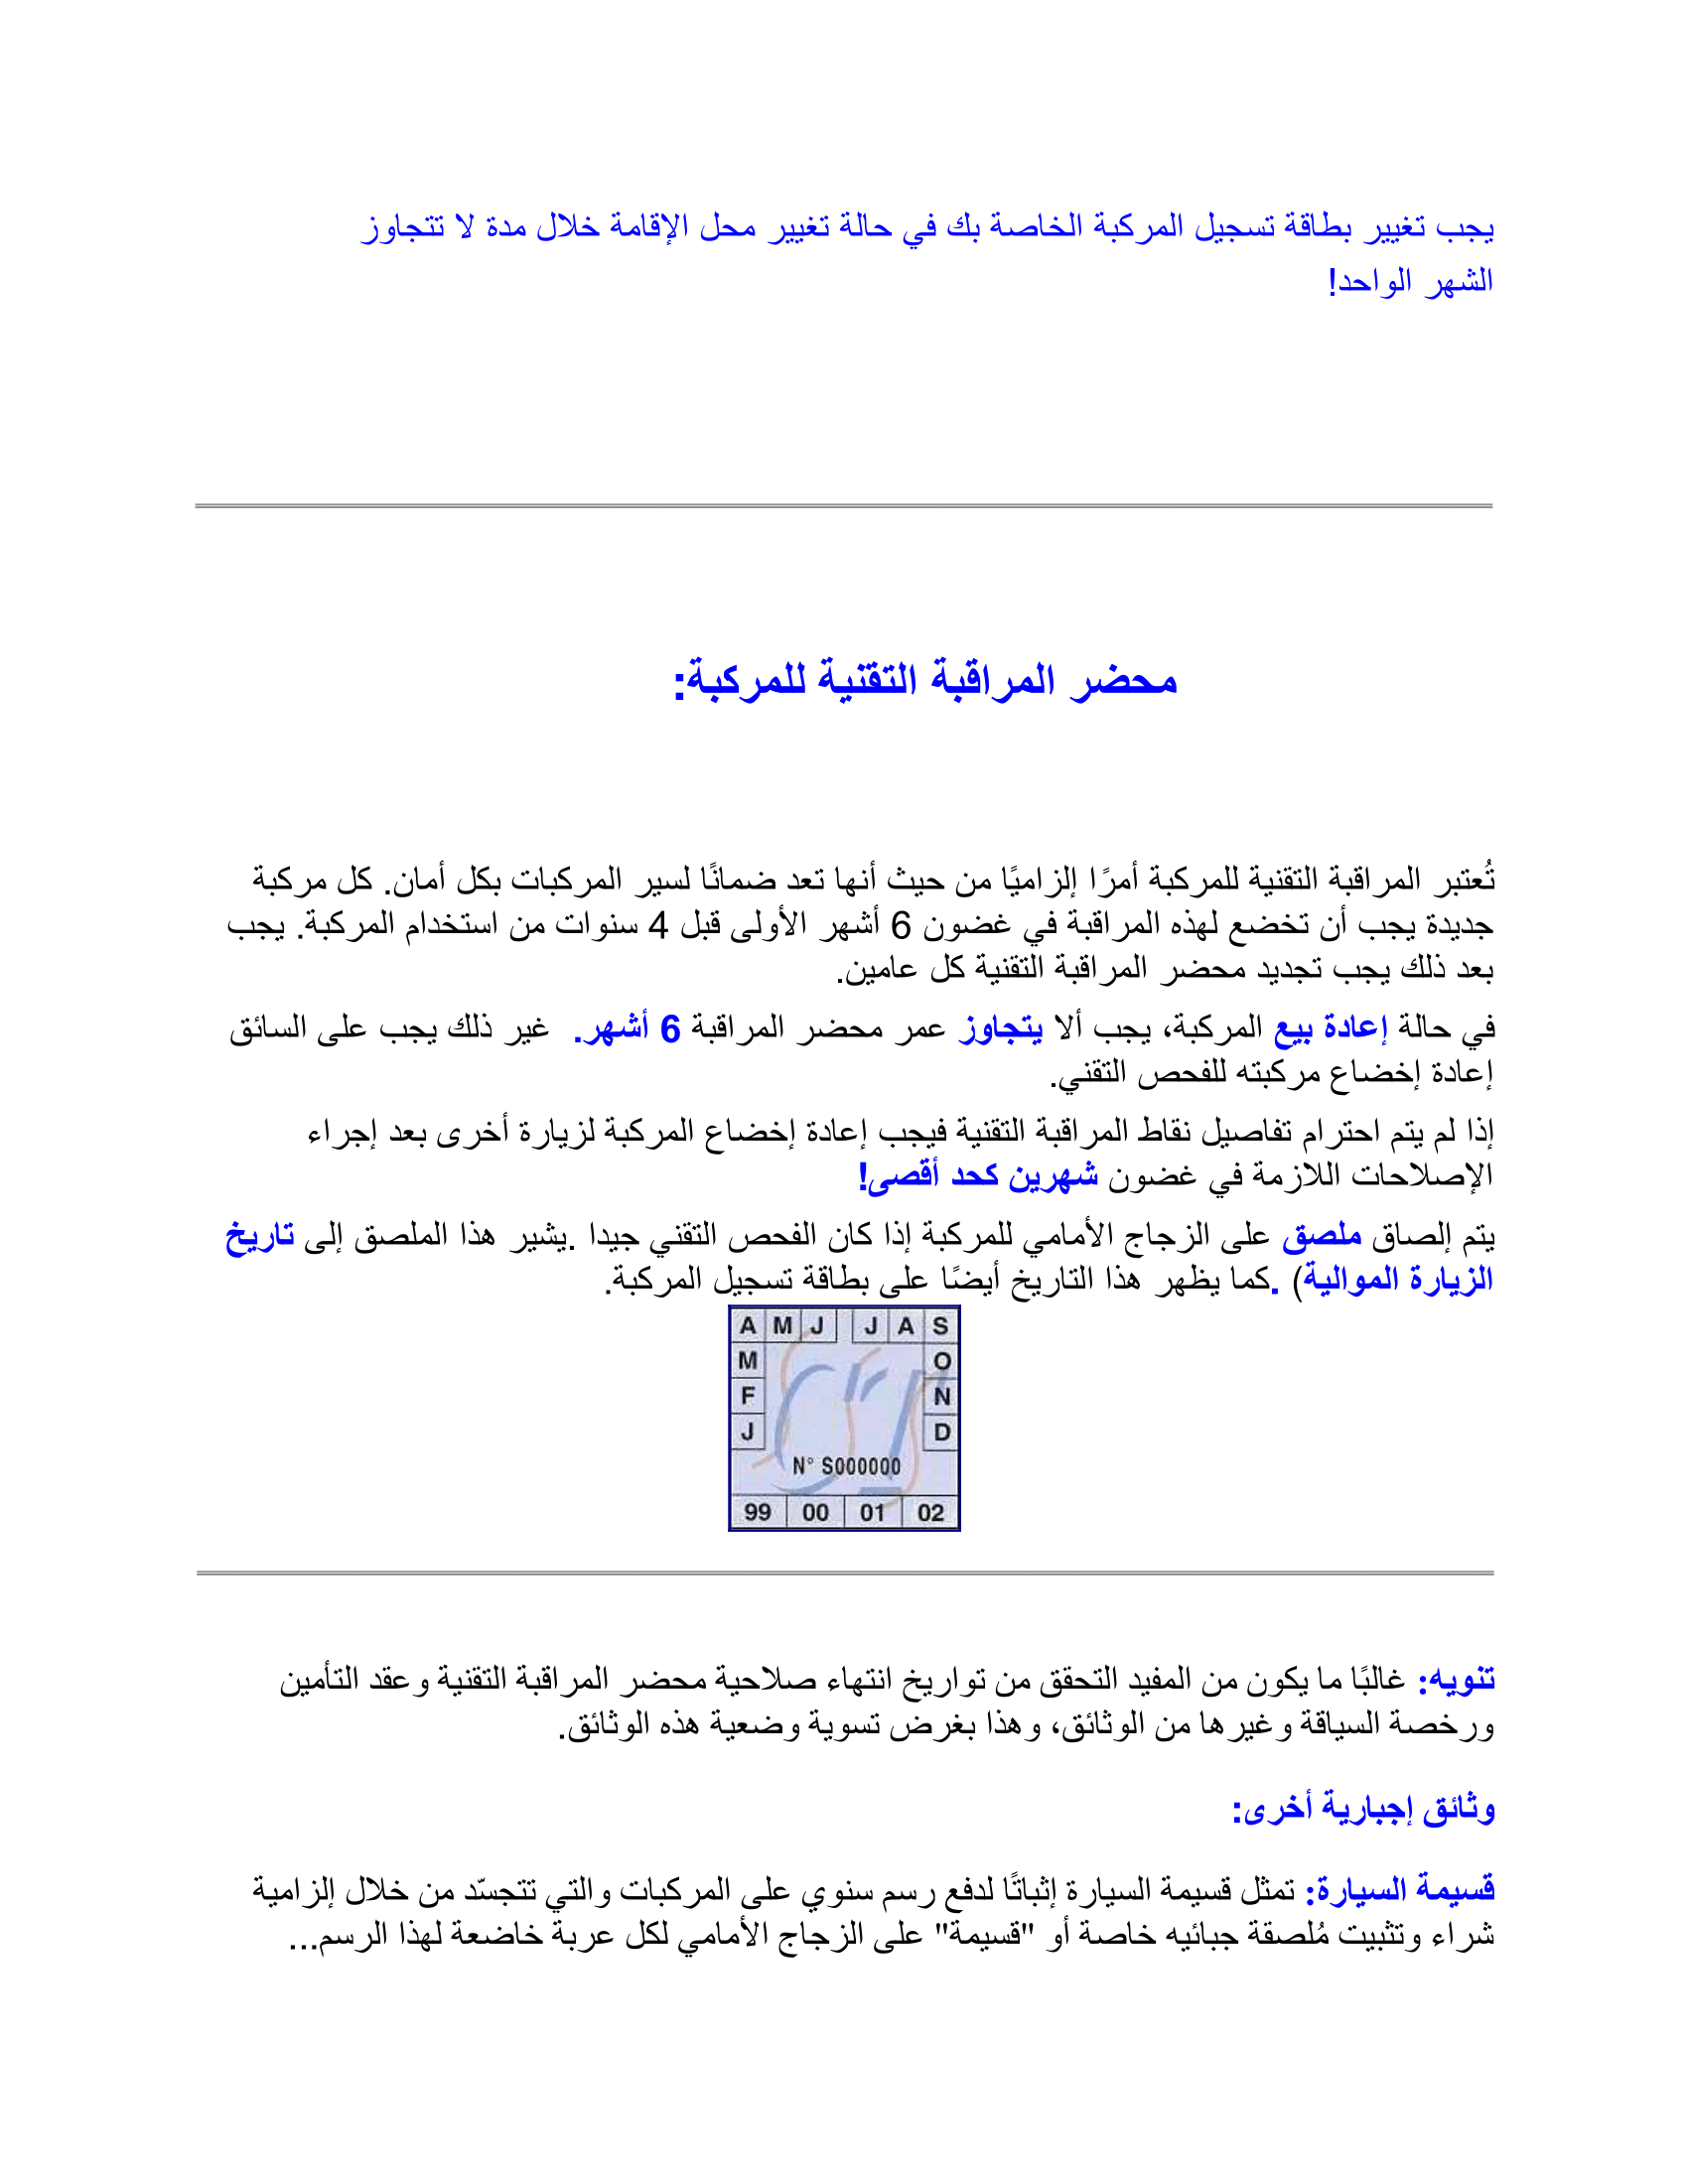 يجب تغيير بطاقة تسجيل المركبة الخاصة بك في حالة تغيير محل الإقامة خلال مدة لا تتجاوز
الشهر الواحد!
محضر المراقبة التقنية للمركبة:
تُعتبر المراقبة التقنية للمركبة أمرًا إلزاميًا من حيث أنها تعد ضمانًا لسير المركبات بكل أمان. كل مركبة
جديدة يجب أن تخضع لهذه المراقبة في غضون 6 أشهر الأولى قبل 4 سنوات من استخدام المركبة. يجب
بعد ذلك يجب تجديد محضر المراقبة التقنية كل عامين.
في حالة إعادة بيع المركبة، يجب ألا يتجاوز عمر محضر المراقبة 6 أشهر. غير ذلك يجب على السائق
إعادة إخضاع مركبته للفحص التقني.
إذا لم يتم احترام تفاصيل نقاط المراقبة التقنية فيجب إعادة إخضاع المركبة لزيارة أخرى بعد إجراء
الإصلاحات اللازمة في غضون شهرين كحد أقصى!
يتم إلصاق ملصق على الزجاج الأمامي للمركبة إذا كان الفحص التقني جيدا .يشير هذا الملصق إلى تاريخ
الزيارة الموالية) .كما يظهر هذا التاريخ أيضًا على بطاقة تسجيل المركبة.
A M J J A S
M O
F N
J D
N° S000000
99 00 01 02
تنويه: غالبًا ما يكون من المفيد التحقق من تواريخ انتهاء صلاحية محضر المراقبة التقنية وعقد التأمين
ورخصة السياقة وغيرها من الوثائق، وهذا بغرض تسوية وضعية هذه الوثائق.
وثائق إجبارية أخرى:
قسيمة السيارة: تمثل قسيمة السيارة إثباتًا لدفع رسم سنوي على المركبات والتي تتجسّد من خلال إلزامية
شراء وتثبيت مُلصقة جبائيه خاصة أو "قسيمة" على الزجاج الأمامي لكل عربة خاضعة لهذا الرسم...